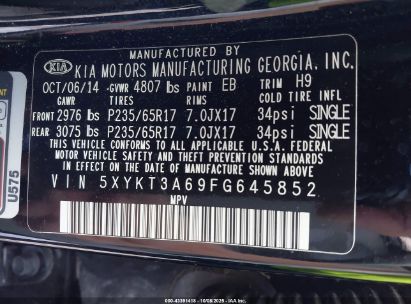 MANUFACTURED BY
KIA KIA MOTORS MANUFACTURING GEORGIA, INC.
OCT/06/14 GVWR 4807 lbs PAINT EB TRIM H9
GAWR TIRES RIMS COLD TIRE INFL
FRONT 2976 lbs P235/65R17 7.0JX17 34psi SINGLE
REAR 3075 lbs P235/65R17 7.0JX17 34psi SINGLE
THIS VEHICLE CONFORMS TO ALL APPLICABLE U.S.A. FEDERAL
MOTOR VEHICLE SAFETY AND THEFT PREVENTION STANDARDS
IN EFFECT ON THE DATE OF MANUFACTURE SHOWN ABOVE
VIN 5XYKT3A69FG645852
MPV
U575